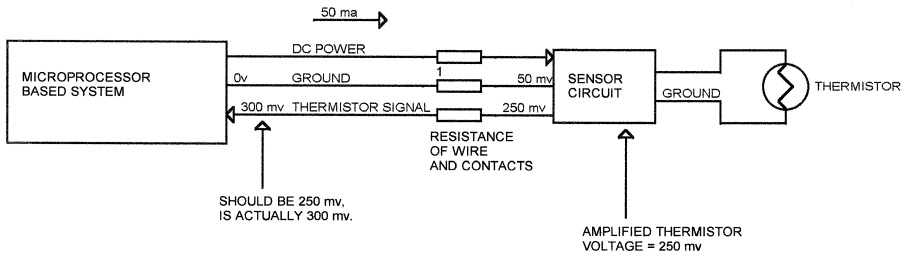 50 ma
DC POWER
MICROPROCESSOR
BASED SYSTEM
0v GROUND 1 50 mv
SENSOR
CIRCUIT
GROUND
THERMISTOR
300 mv THERMISTOR SIGNAL 250 mv
RESISTANCE
OF WIRE
AND CONTACTS
SHOULD BE 250 mv,
IS ACTUALLY 300 mv.
AMPLIFIED THERMISTOR
VOLTAGE = 250 mv